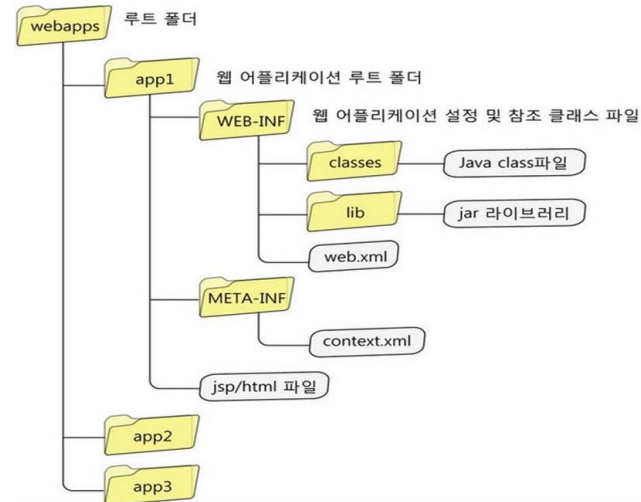 webapps 루트 폴더
app1 웹 어플리케이션 루트 폴더
WEB-INF 웹 어플리케이션 설정 및 참조 클래스 파일
classes Java class파일
lib jar 라이브러리
web.xml
META-INF
context.xml
jsp/html 파일
app2
app3